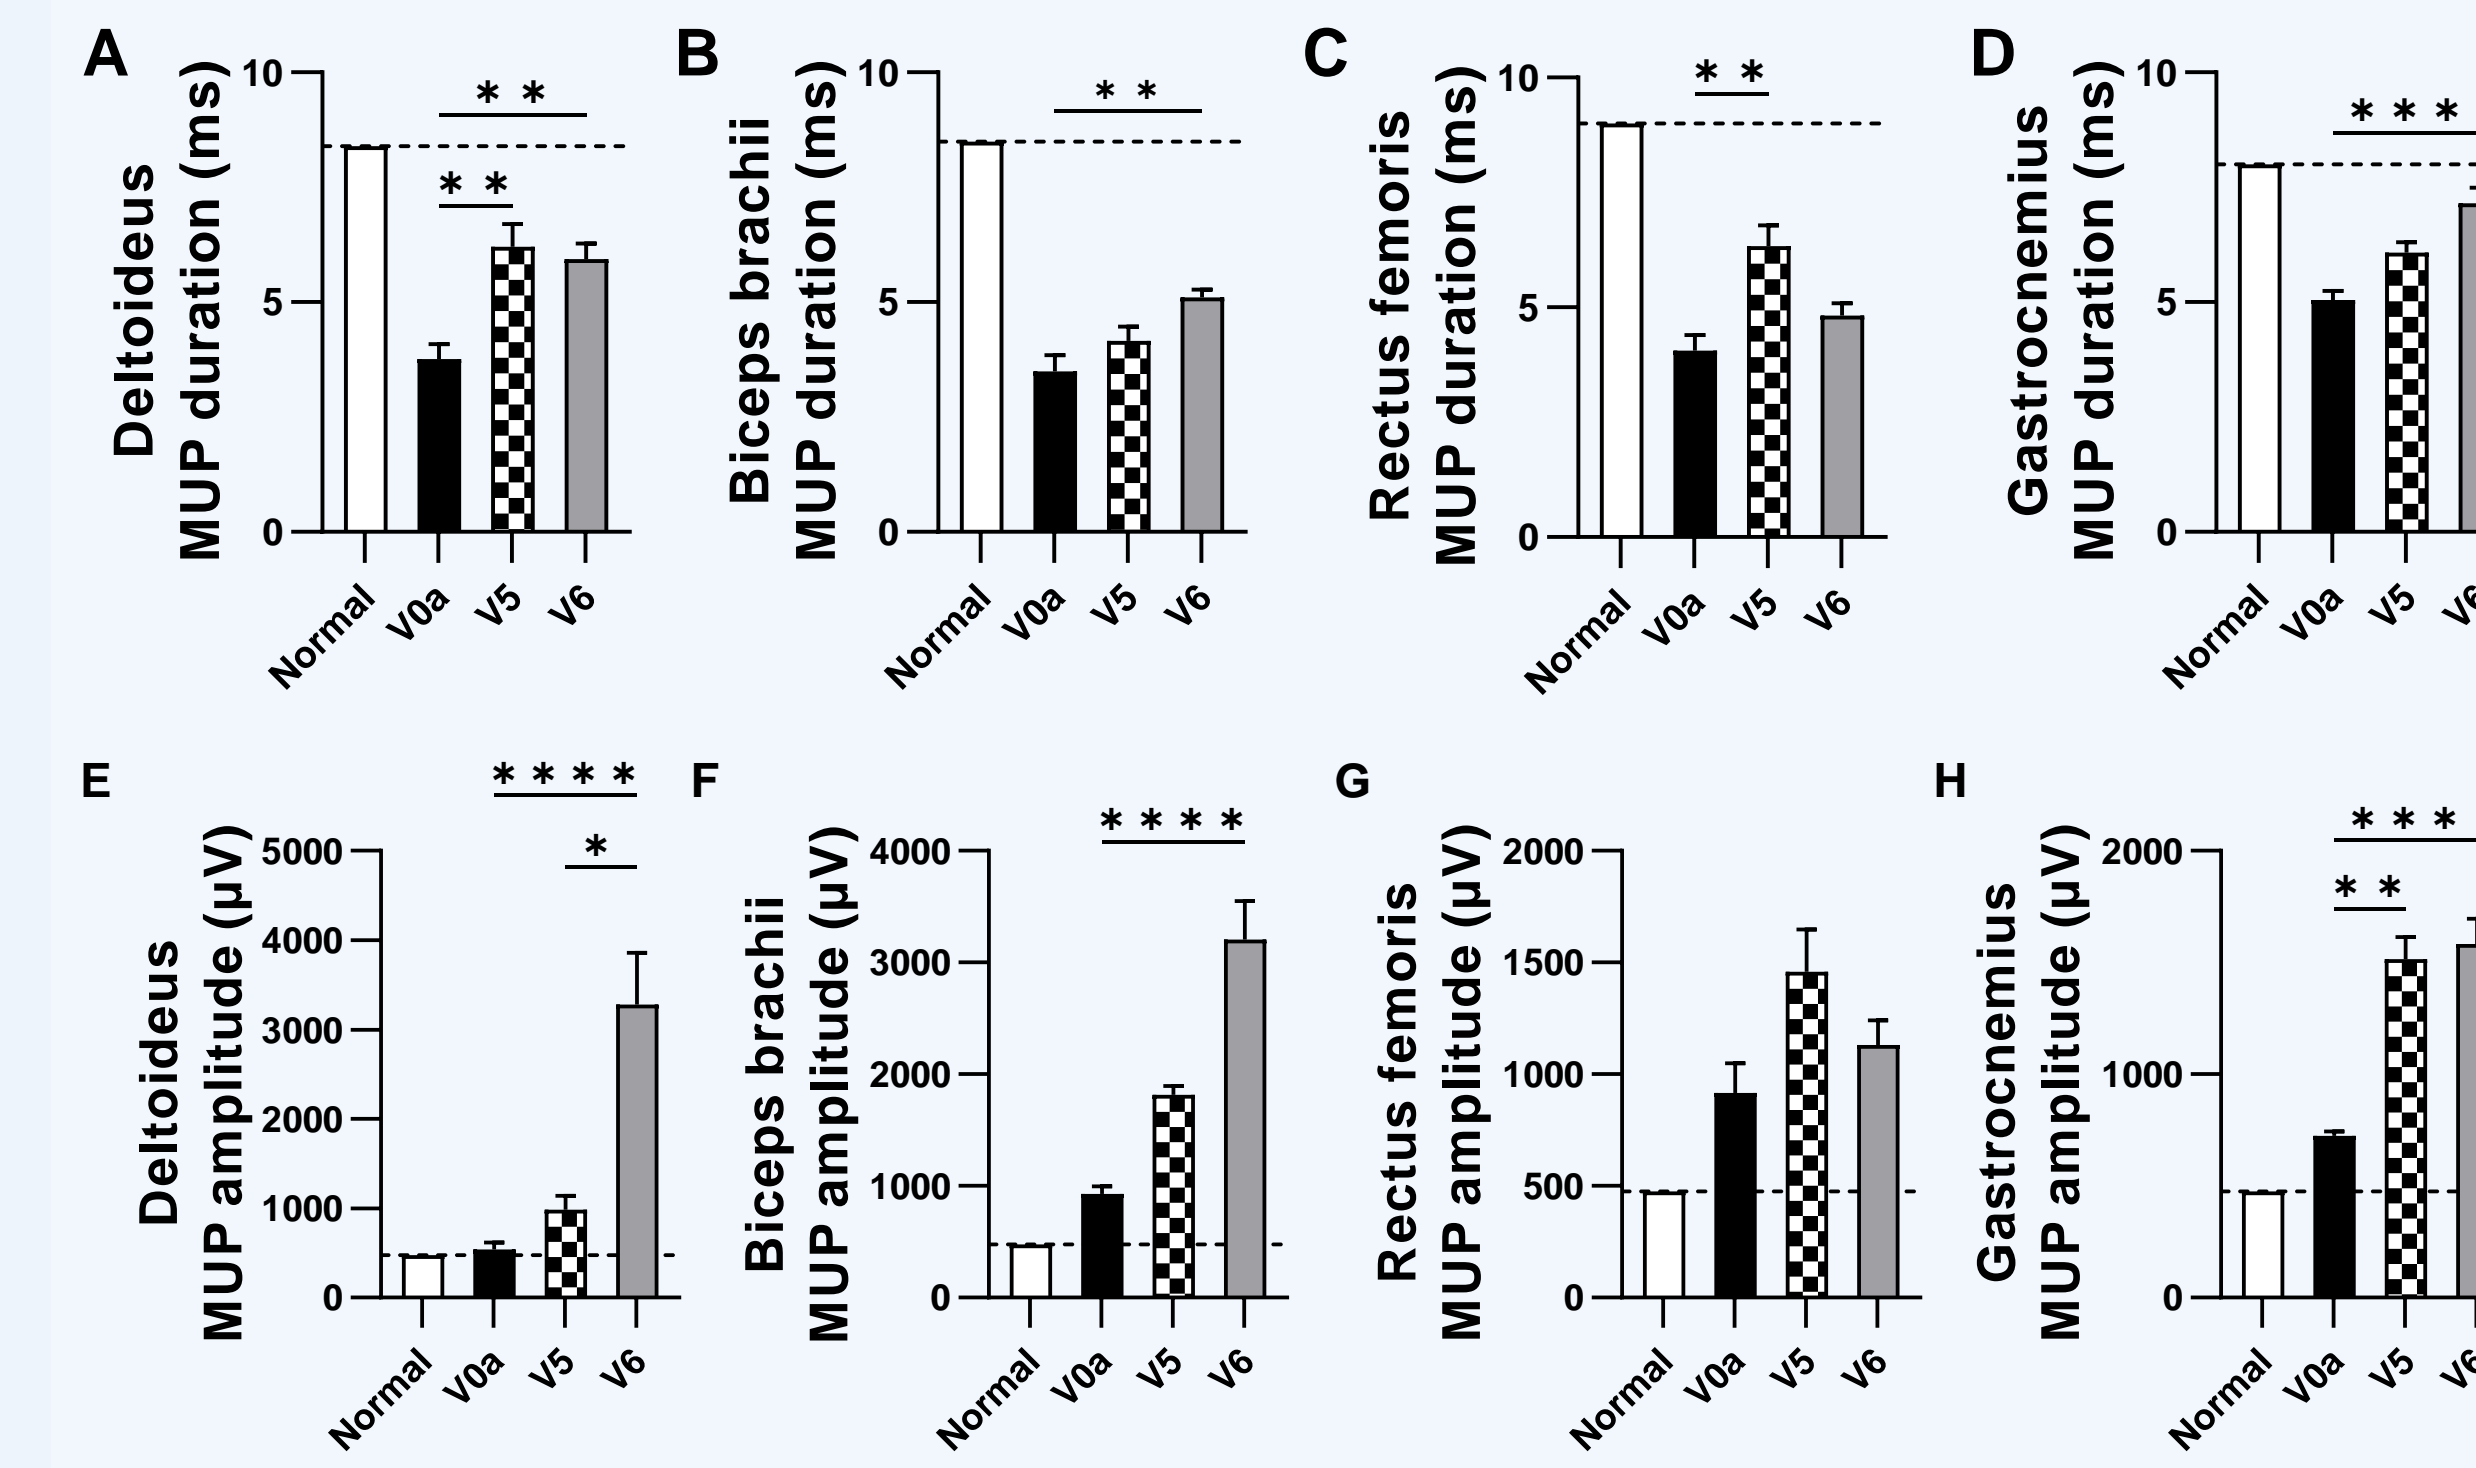 A
Deltoideus
MUP duration (ms)
10
5
0
* *
* *
Normal
V0a
V5
V6
B
Biceps brachii
MUP duration (ms)
10
5
0
* *
Normal
V0a
V5
V6
C
Rectus femoris
MUP duration (ms)
10
5
0
* *
Normal
V0a
V5
V6
D
Gastrocnemius
MUP duration (ms)
10
5
0
* * *
Normal
V0a
V5
V6
E
Deltoideus
MUP amplitude (µV)
5000
4000
3000
2000
1000
0
* * * *
*
Normal
V0a
V5
V6
F
Biceps brachii
MUP amplitude (µV)
4000
3000
2000
1000
0
* * * *
Normal
V0a
V5
V6
G
Rectus femoris
MUP amplitude (µV)
2000
1500
1000
500
0
Normal
V0a
V5
V6
H
Gastrocnemius
MUP amplitude (µV)
2000
1000
0
* * *
* *
Normal
V0a
V5
V6